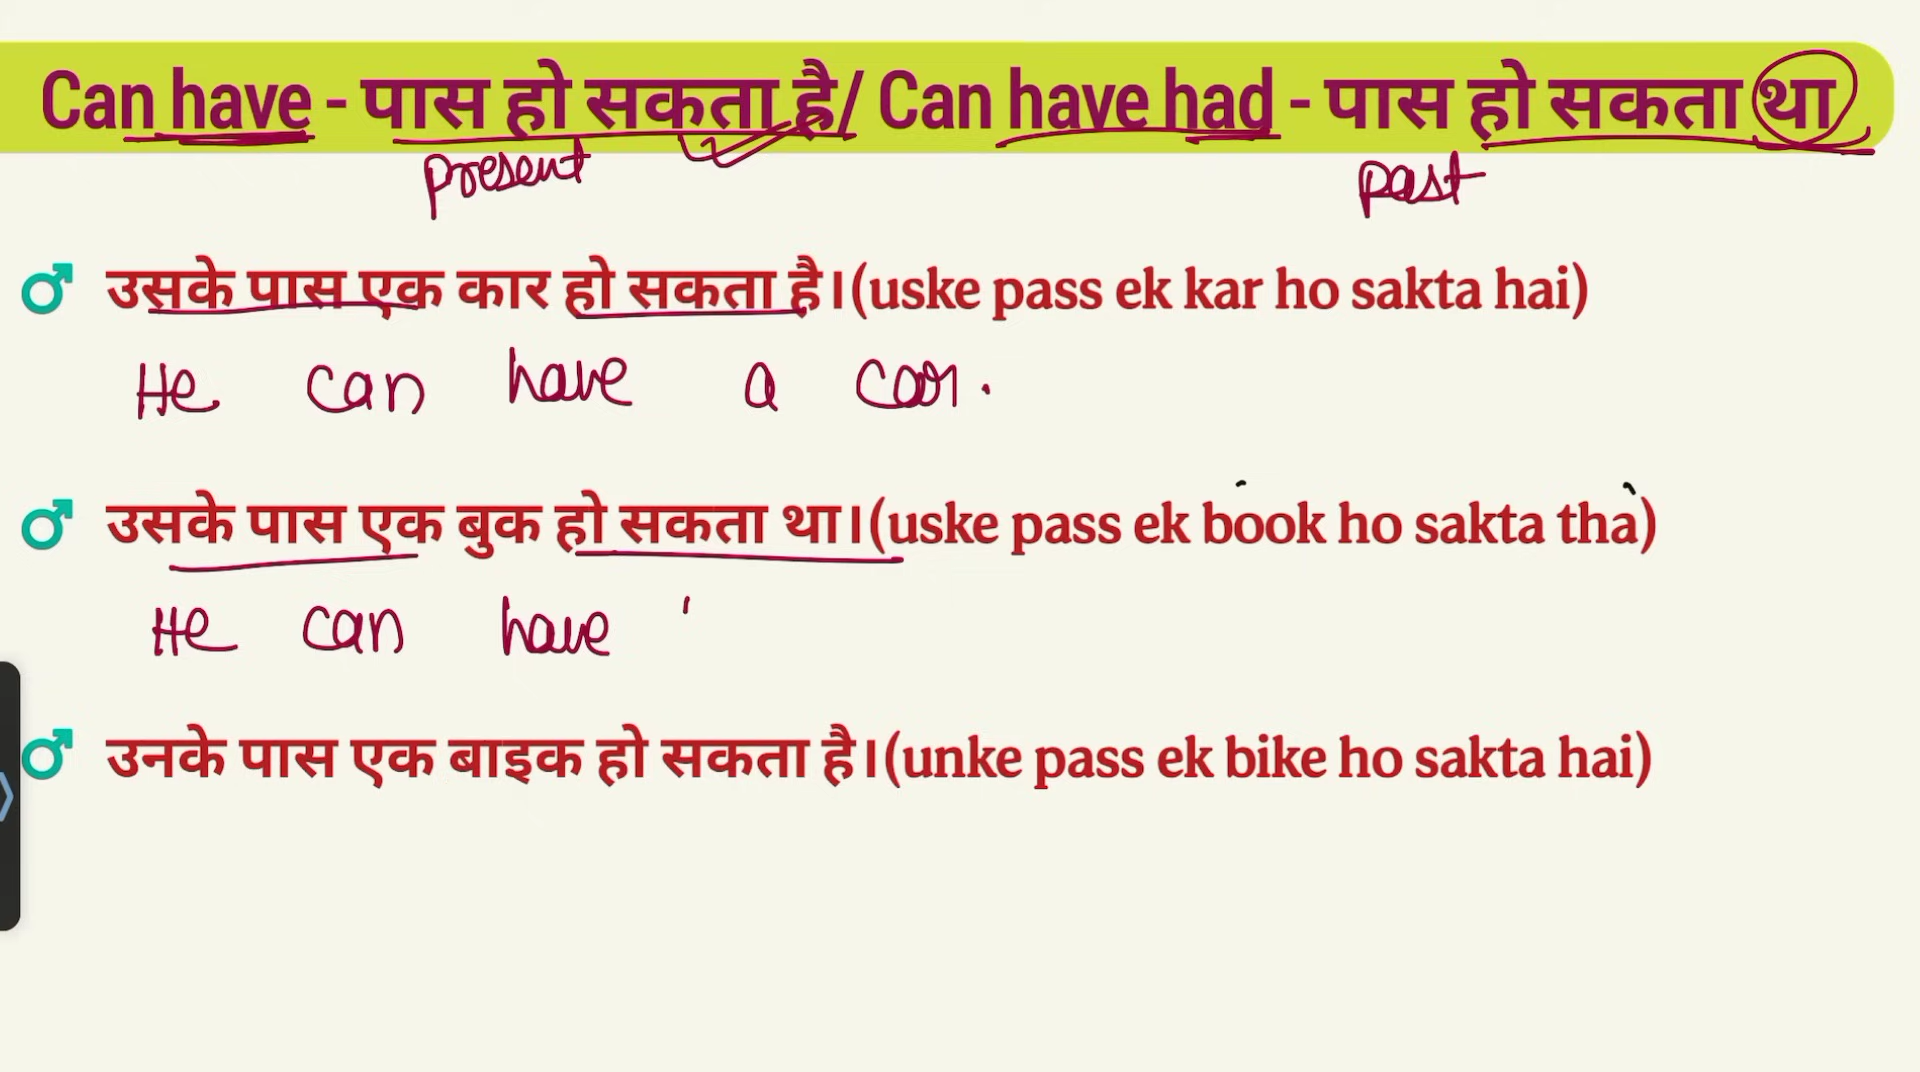 Can have - पास हो सकता है/ Can have had - पास हो सकता था
present past
उसके पास एक कार हो सकता है।(uske pass ek kar ho sakta hai)
He can have a car.
उसके पास एक बुक हो सकता था।(uske pass ek book ho sakta tha)
He can have
उनके पास एक बाइक हो सकता है।(unke pass ek bike ho sakta hai)